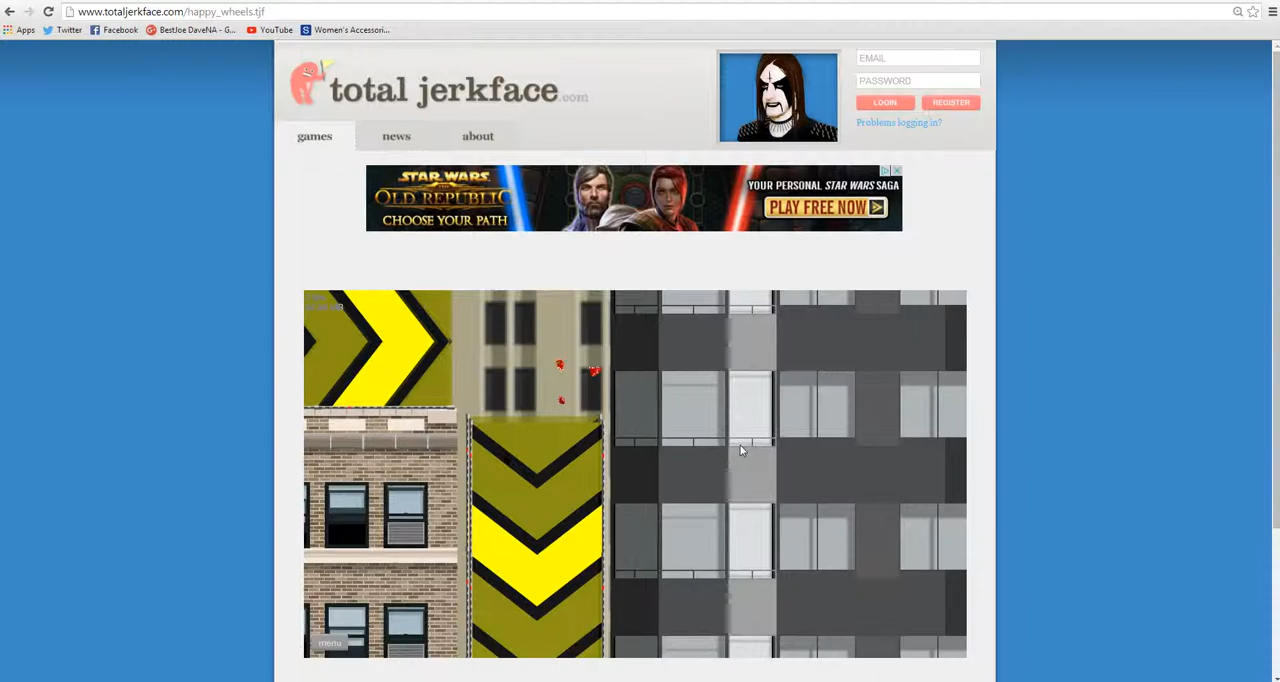 www.totaljerkface.com/happy_wheels.tjf
Apps Twitter Facebook BestJoe DaveNA - G... YouTube Women's Accessori...
total jerkface.com
EMAIL
PASSWORD
LOGIN REGISTER
Problems logging in?
games news about
STAR WARS
THE OLD REPUBLIC
CHOOSE YOUR PATH
YOUR PERSONAL STAR WARS SAGA
PLAY FREE NOW
menu